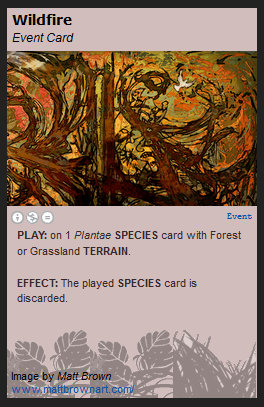 Wildfire
Event Card
Event
PLAY: on 1 Plantae SPECIES card with Forest
or Grassland TERRAIN.
EFFECT: The played SPECIES card is
discarded.
Image by Matt Brown
www.mattbrownart.com/